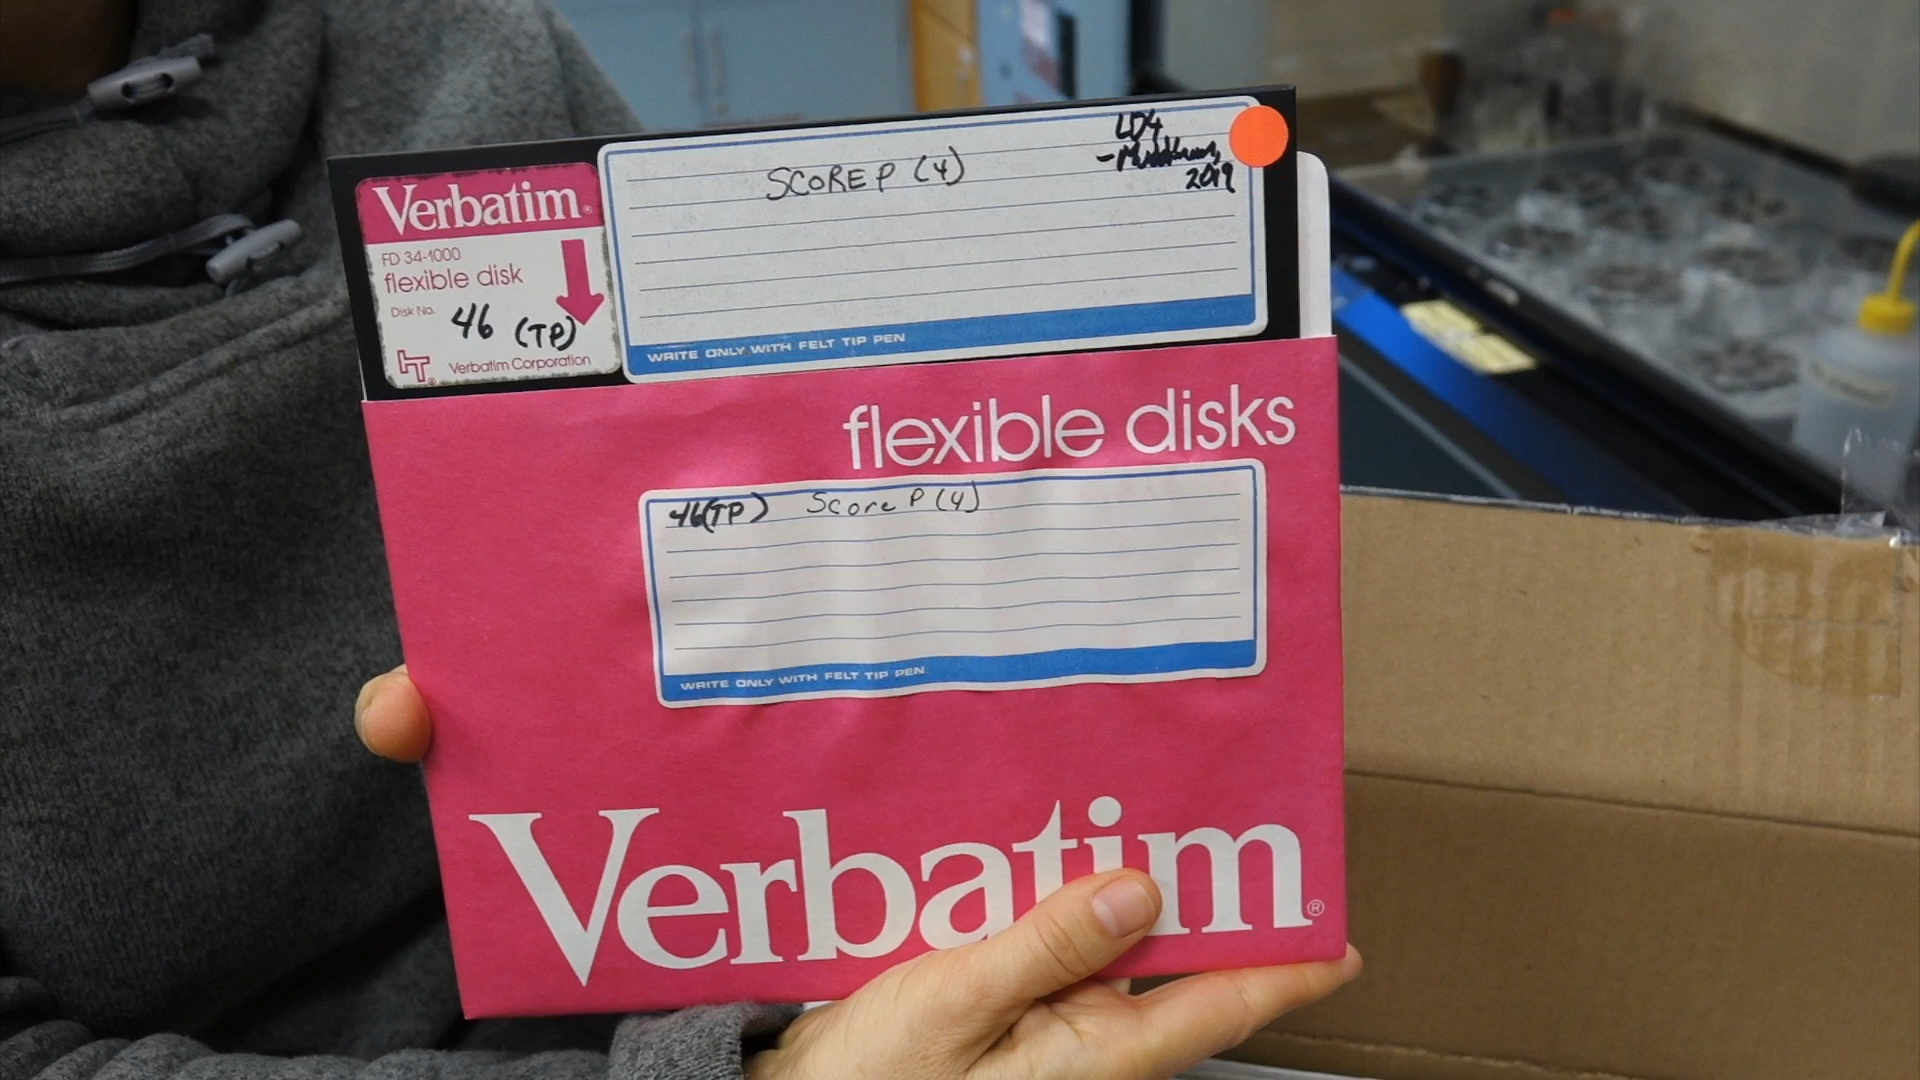 SCORE P (4)
LD4
2019
Verbatim®
FD 34-1000
flexible disk
Disk No. 46 (TP)
Verbatim Corporation
WRITE ONLY WITH FELT TIP PEN
flexible disks
46(TP) Score P (4)
WRITE ONLY WITH FELT TIP PEN
Verbatim®